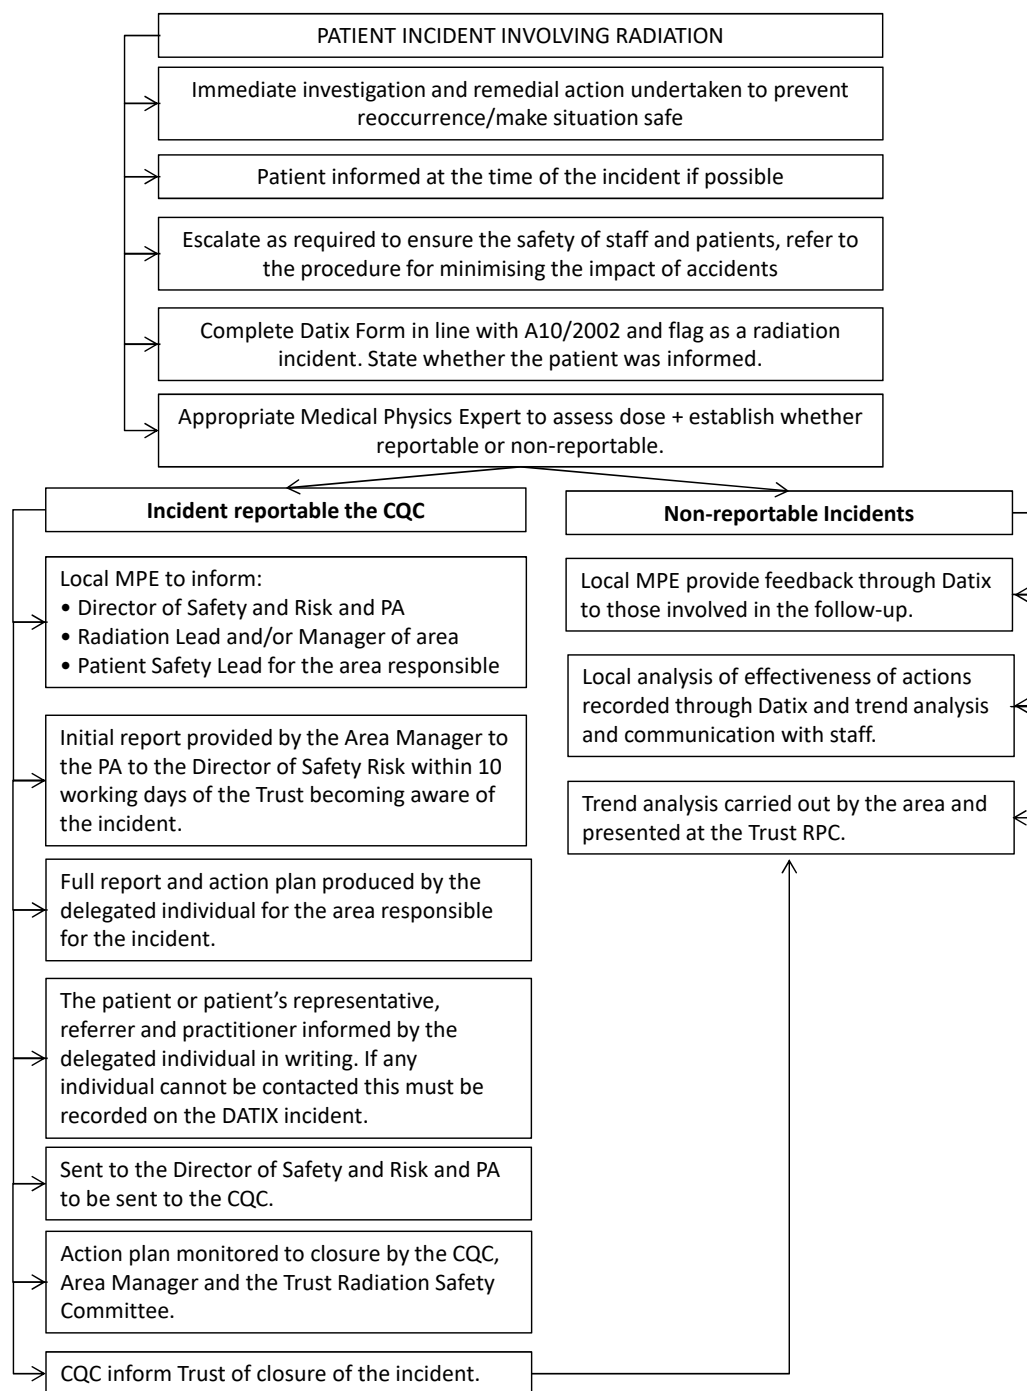 PATIENT INCIDENT INVOLVING RADIATION
Immediate investigation and remedial action undertaken to prevent
reoccurrence/make situation safe
Patient informed at the time of the incident if possible
Escalate as required to ensure the safety of staff and patients, refer to
the procedure for minimising the impact of accidents
Complete Datix Form in line with A10/2002 and flag as a radiation
incident. State whether the patient was informed.
Appropriate Medical Physics Expert to assess dose + establish whether
reportable or non-reportable.
Incident reportable the CQC
Local MPE to inform:
• Director of Safety and Risk and PA
• Radiation Lead and/or Manager of area
• Patient Safety Lead for the area responsible
Initial report provided by the Area Manager to
the PA to the Director of Safety Risk within 10
working days of the Trust becoming aware of
the incident.
Full report and action plan produced by the
delegated individual for the area responsible
for the incident.
The patient or patient's representative,
referrer and practitioner informed by the
delegated individual in writing. If any
individual cannot be contacted this must be
recorded on the DATIX incident.
Sent to the Director of Safety and Risk and PA
to be sent to the CQC.
Action plan monitored to closure by the CQC,
Area Manager and the Trust Radiation Safety
Committee.
CQC inform Trust of closure of the incident.
Non-reportable Incidents
Local MPE provide feedback through Datix
to those involved in the follow-up.
Local analysis of effectiveness of actions
recorded through Datix and trend analysis
and communication with staff.
Trend analysis carried out by the area and
presented at the Trust RPC.